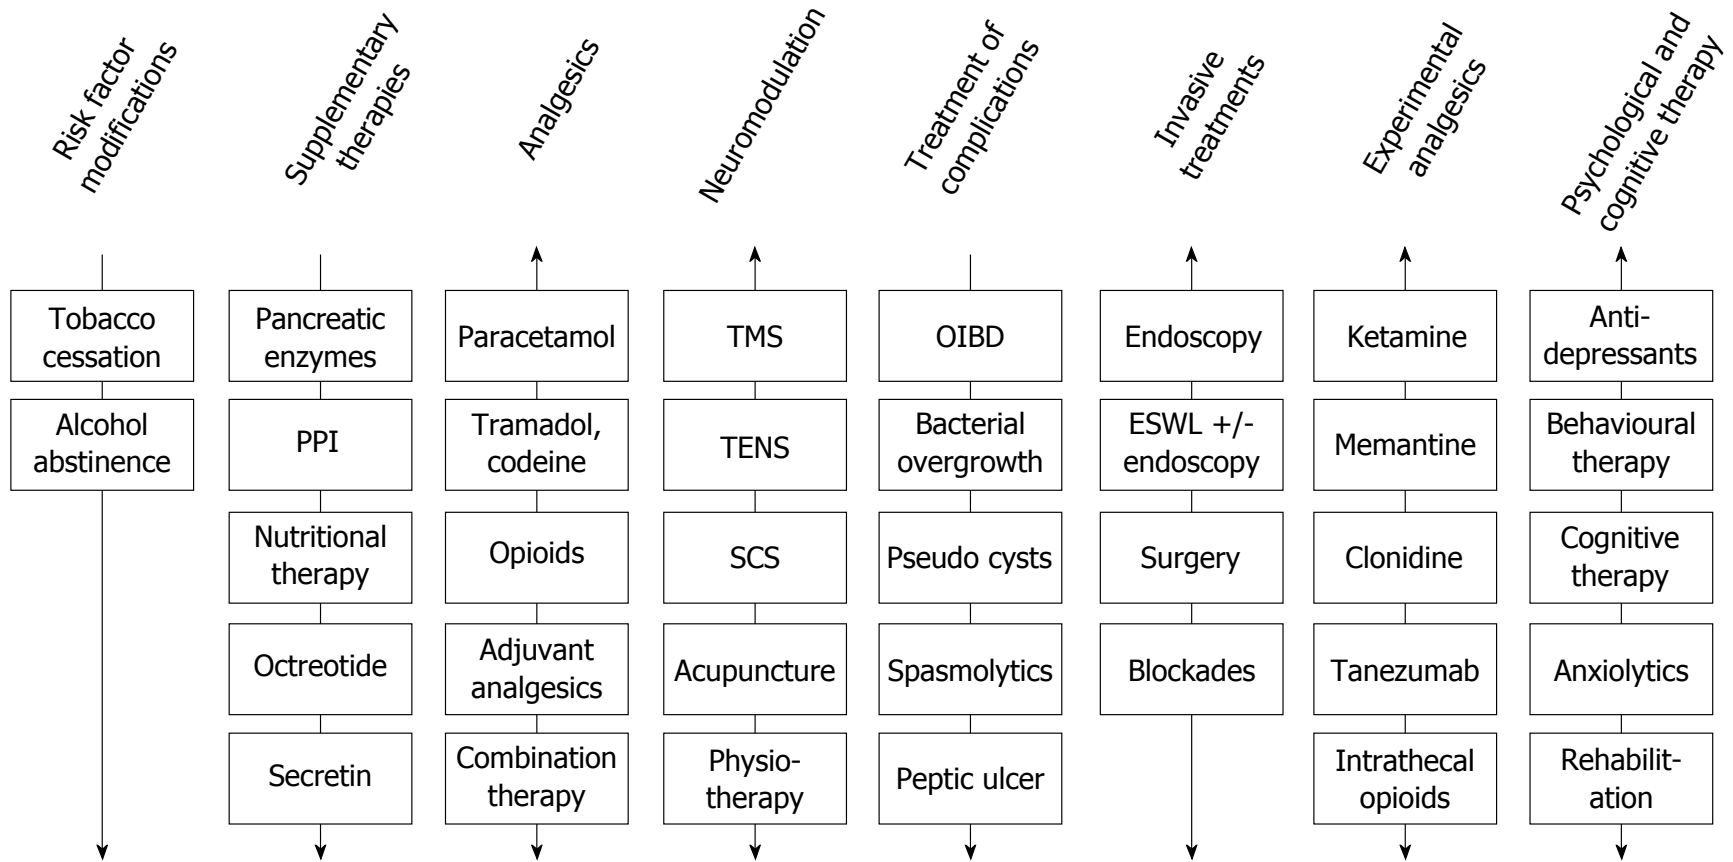 Risk factor
modifications
Supplementary
therapies
Analgesics
Neuromodulation
Treatment of
complications
Invasive
treatments
Experimental
analgesics
Psychological and
cognitive therapy
Tobacco
cessation
Alcohol
abstinence
Pancreatic
enzymes
PPI
Nutritional
therapy
Octreotide
Secretin
Paracetamol
Tramadol,
codeine
Opioids
Adjuvant
analgesics
Combination
therapy
TMS
TENS
SCS
Acupuncture
Physio-
therapy
OIBD
Bacterial
overgrowth
Pseudo cysts
Spasmolytics
Peptic ulcer
Endoscopy
ESWL +/-
endoscopy
Surgery
Blockades
Ketamine
Memantine
Clonidine
Tanezumab
Intrathecal
opioids
Anti-
depressants
Behavioural
therapy
Cognitive
therapy
Anxiolytics
Rehabilit-
ation